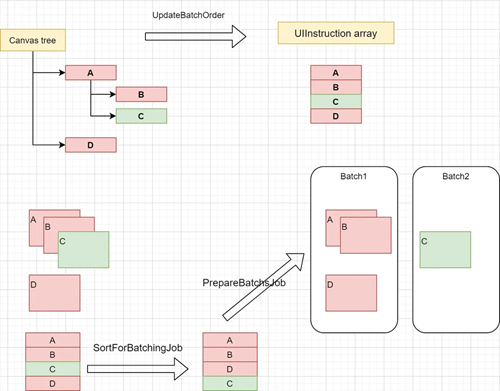 UpdateBatchOrder
Canvas tree
UIInstruction array
A
B
C
D
A
B
C
D
Batch1
Batch2
A
B
C
D
A
B
D
C
PrepareBatchsJob
SortForBatchingJob
A
B
C
D
A
B
D
C